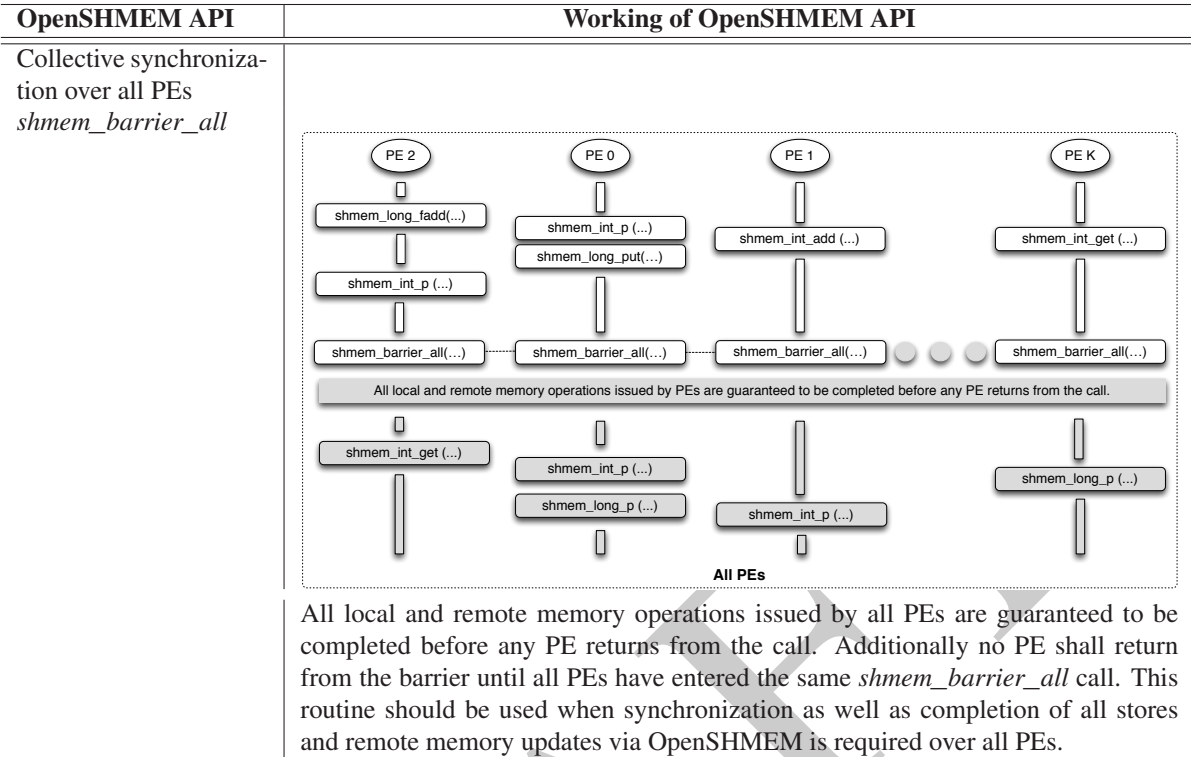 OpenSHMEM API
Working of OpenSHMEM API
Collective synchroniza-
tion over all PEs
shmem_barrier_all
PE 2
PE 0
PE 1
PE K
shmem_long_fadd(...)
shmem_int_p (...)
shmem_int_add (...)
shmem_int_get (...)
shmem_long_put(…)
shmem_int_p (...)
shmem_barrier_all(…)
shmem_barrier_all(…)
shmem_barrier_all(…)
shmem_barrier_all(…)
All local and remote memory operations issued by PEs are guaranteed to be completed before any PE returns from the call.
shmem_int_get (...)
shmem_int_p (...)
shmem_long_p (...)
shmem_long_p (...)
shmem_int_p (...)
All PEs
All local and remote memory operations issued by all PEs are guaranteed to be
completed before any PE returns from the call. Additionally no PE shall return
from the barrier until all PEs have entered the same shmem_barrier_all call. This
routine should be used when synchronization as well as completion of all stores
and remote memory updates via OpenSHMEM is required over all PEs.